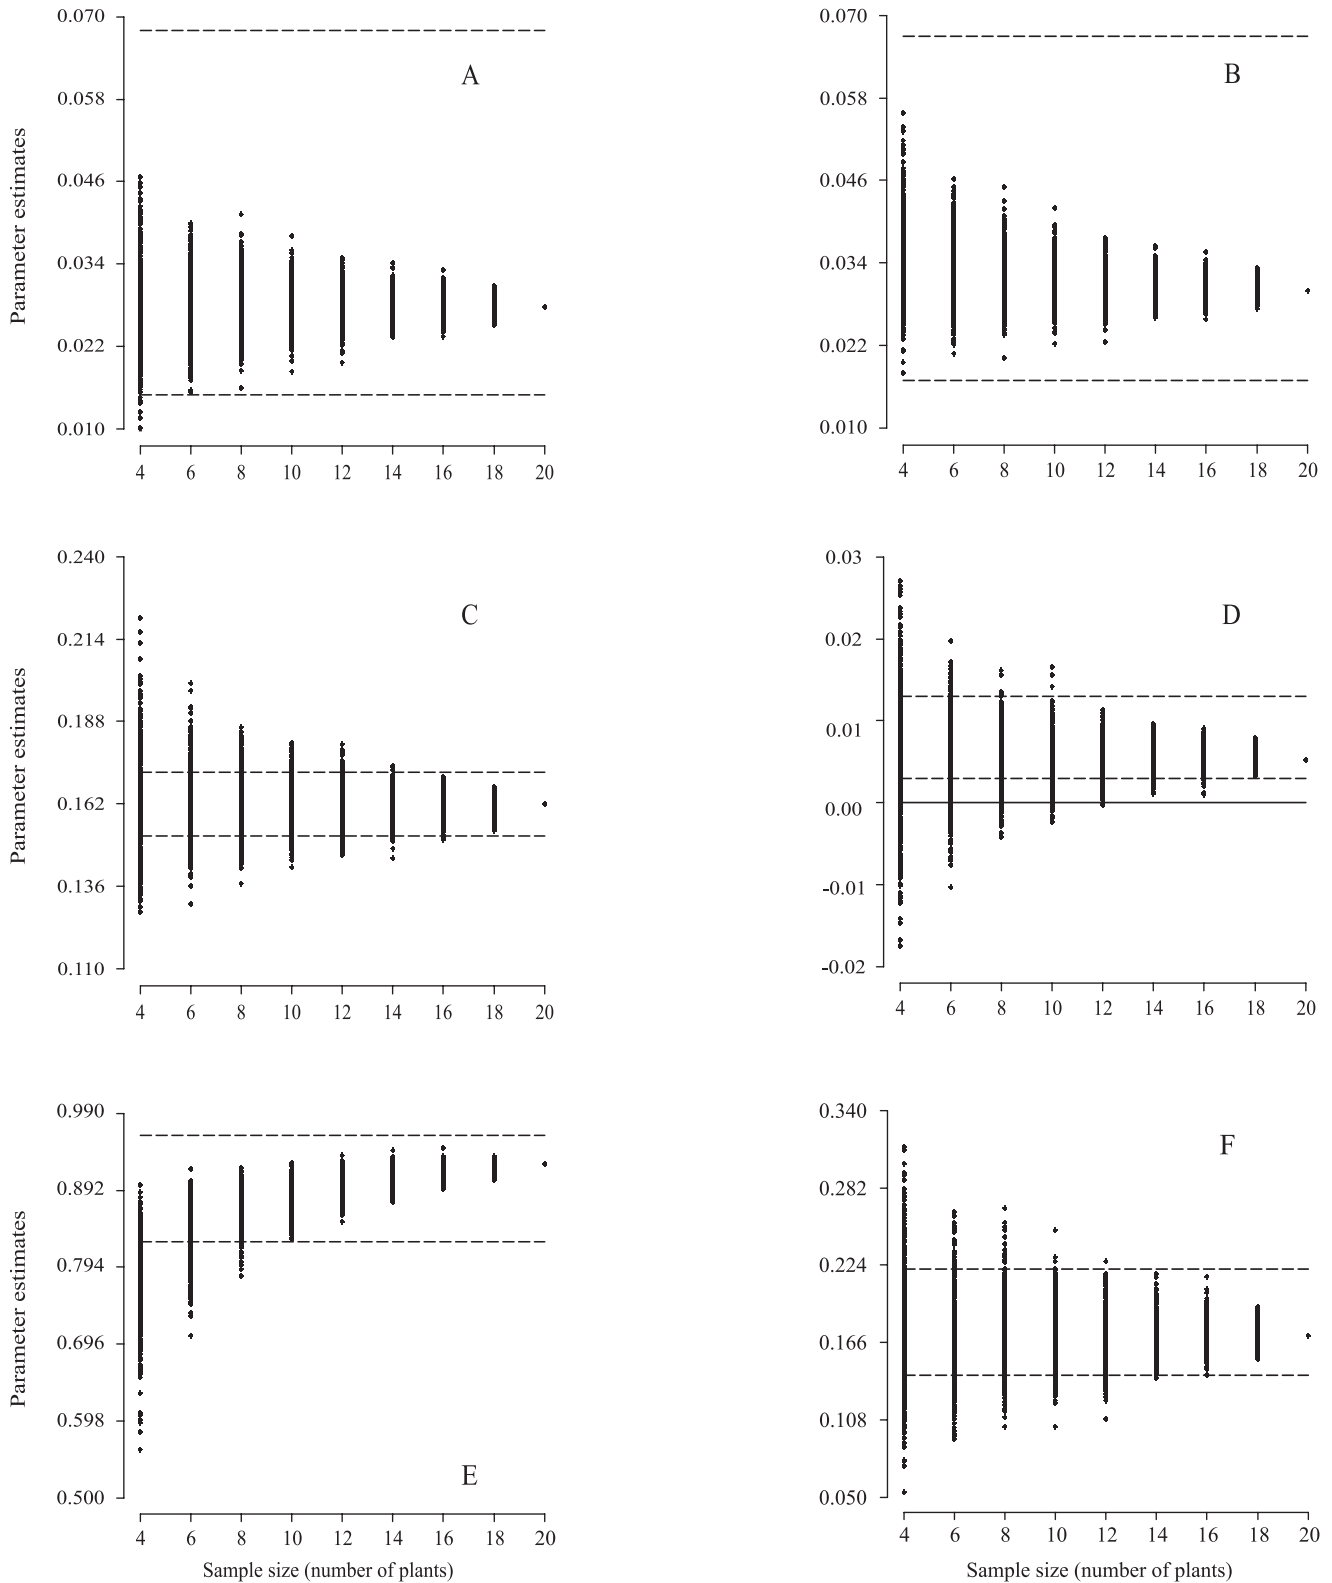 0.070
0.058
0.046
0.034
0.022
0.010
Parameter estimates
A
4 6 8 10 12 14 16 18 20
0.070
0.058
0.046
0.034
0.022
0.010
B
4 6 8 10 12 14 16 18 20
0.240
0.214
0.188
0.162
0.136
0.110
Parameter estimates
C
4 6 8 10 12 14 16 18 20
0.03
0.02
0.01
0.00
-0.01
-0.02
D
4 6 8 10 12 14 16 18 20
0.990
0.892
0.794
0.696
0.598
0.500
Parameter estimates
E
4 6 8 10 12 14 16 18 20
Sample size (number of plants)
0.340
0.282
0.224
0.166
0.108
0.050
F
4 6 8 10 12 14 16 18 20
Sample size (number of plants)